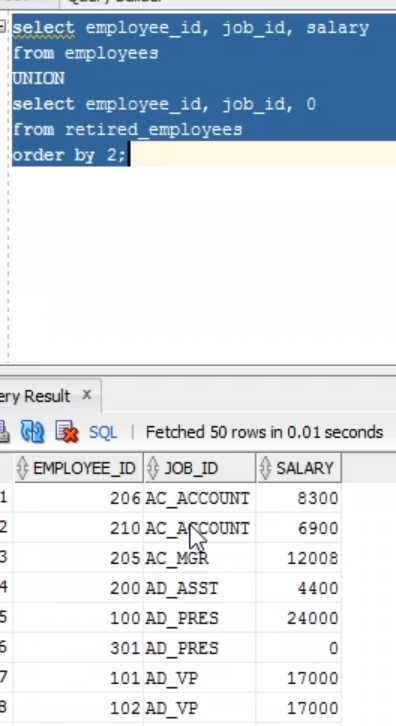 Query Builder
select employee_id, job_id, salary
from employees
UNION
select employee_id, job_id, 0
from retired_employees
order by 2;
ery Result x
SQL | Fetched 50 rows in 0.01 seconds
EMPLOYEE_ID JOB_ID SALARY
1 206 AC_ACCOUNT 8300
2 210 AC_ACCOUNT 6900
3 205 AC_MGR 12008
4 200 AD_ASST 4400
5 100 AD_PRES 24000
6 301 AD_PRES 0
7 101 AD_VP 17000
8 102 AD_VP 17000